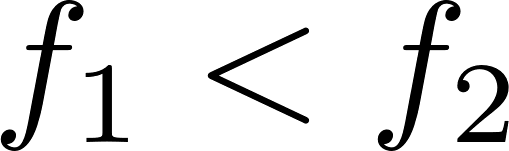 f₁ < f₂